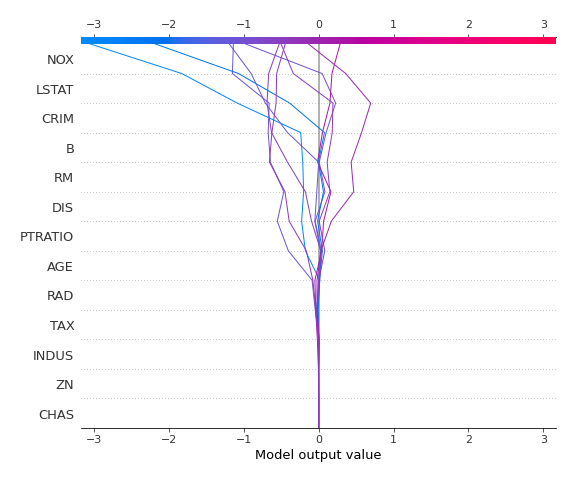 −3 −2 −1 0 1 2 3
NOX
LSTAT
CRIM
B
RM
DIS
PTRATIO
AGE
RAD
TAX
INDUS
ZN
CHAS
−3 −2 −1 0 1 2 3
Model output value